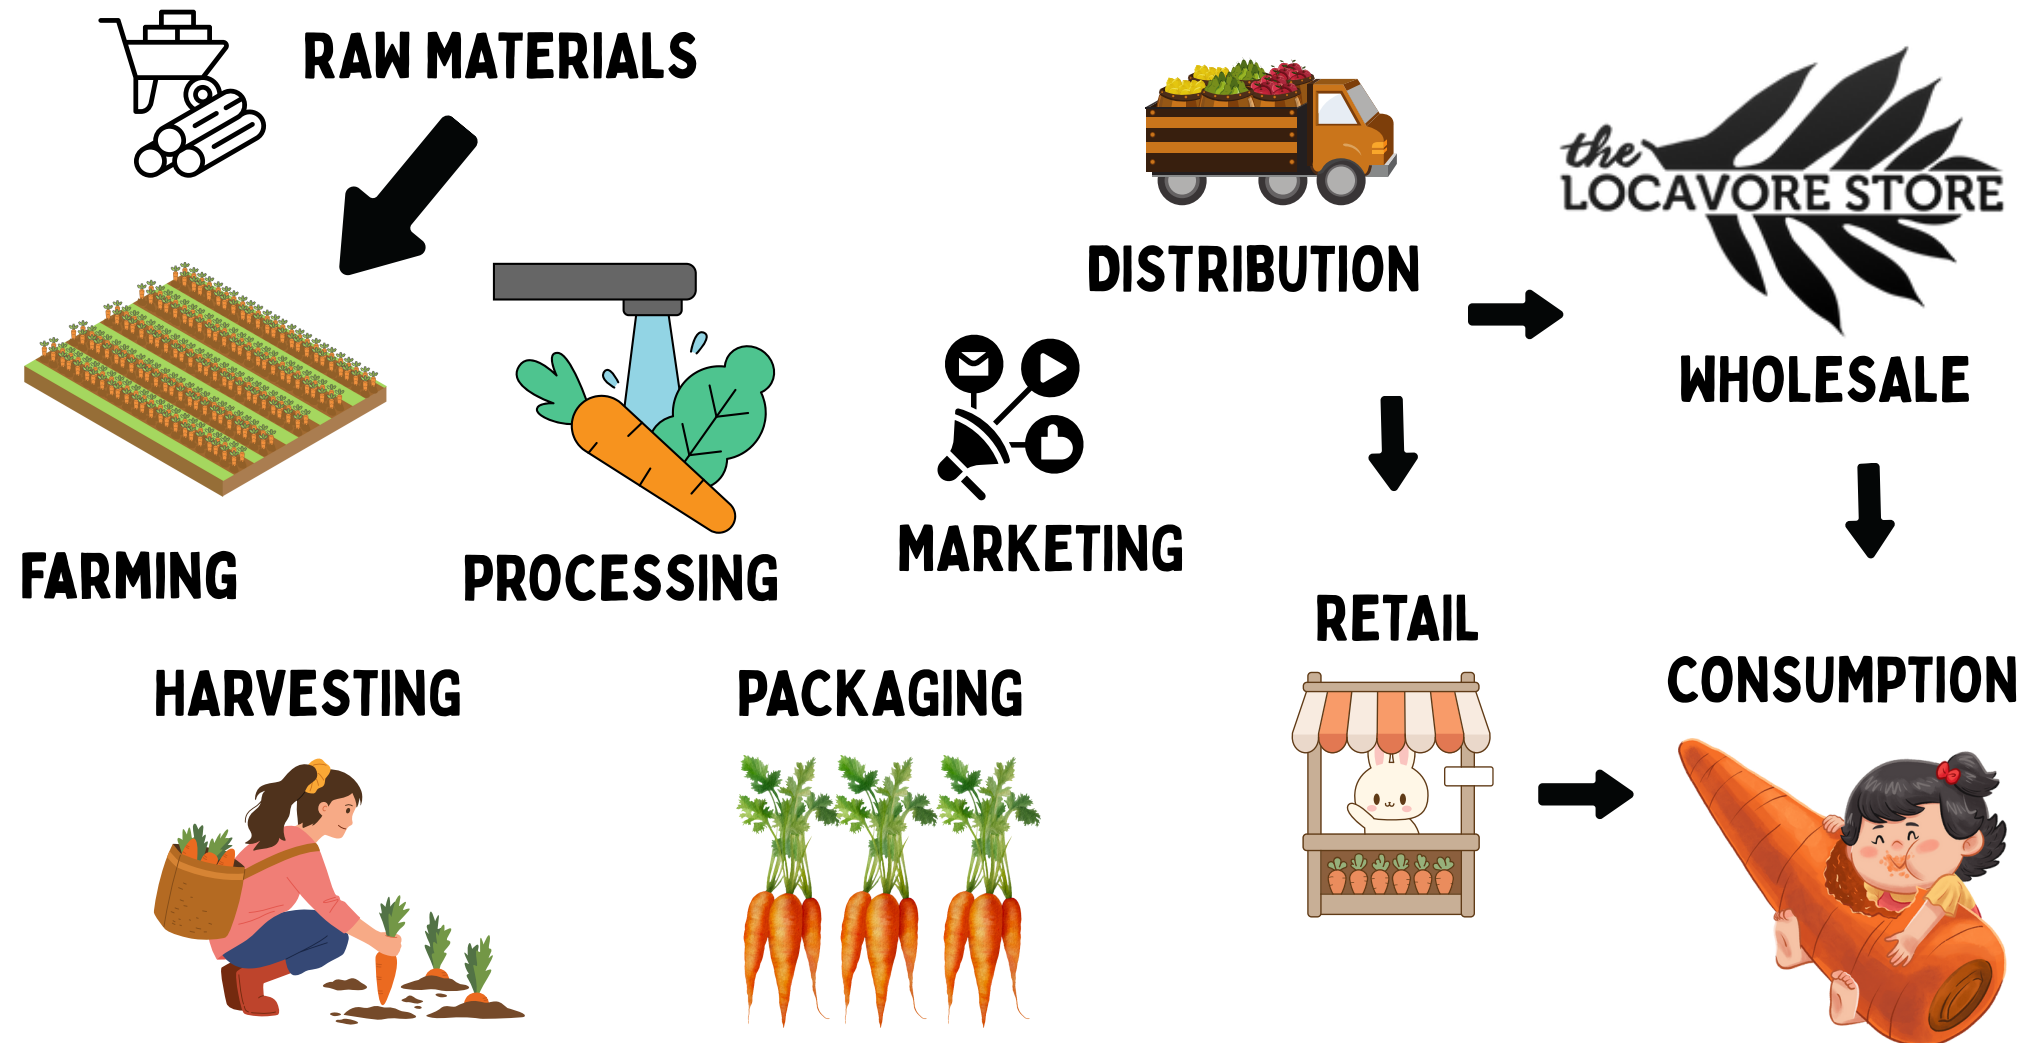 RAW MATERIALS
FARMING
HARVESTING
PROCESSING
PACKAGING
MARKETING
DISTRIBUTION
the
LOCAVORE STORE
WHOLESALE
RETAIL
CONSUMPTION